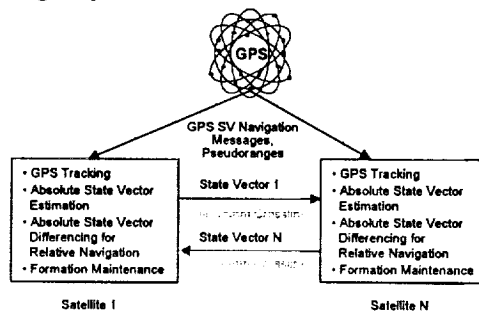 GPS
GPS SV Navigation
Messages,
Pseudoranges
• GPS Tracking
• Absolute State Vector
Estimation
• Absolute State Vector
Differencing for
Relative Navigation
• Formation Maintenance
Satellite 1
State Vector 1
State Vector N
• GPS Tracking
• Absolute State Vector
Estimation
• Absolute State Vector
Differencing for
Relative Navigation
• Formation Maintenance
Satellite N